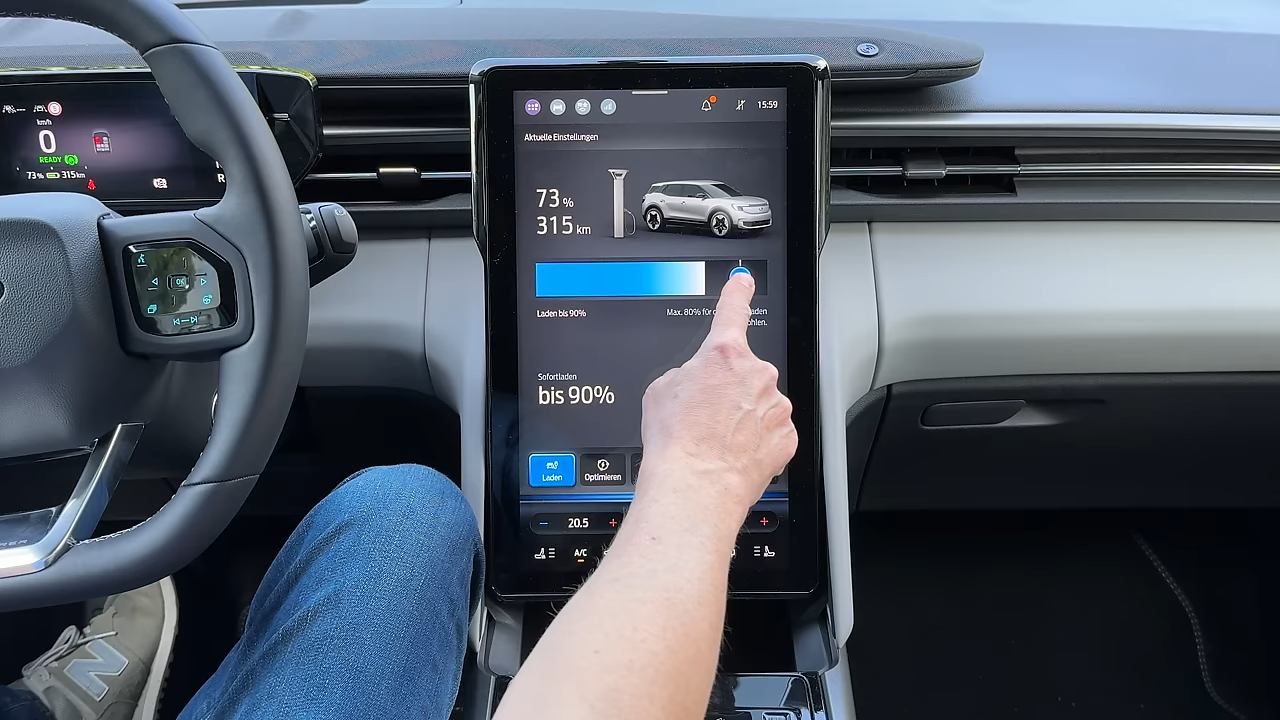 km/h
0
READY
73 % 315 km
OK
15:59
Aktuelle Einstellungen
73 %
315 km
Laden bis 90%
Max. 80% für
Sofortladen
bis 90%
Laden
Optimieren
20.5
A/C
N